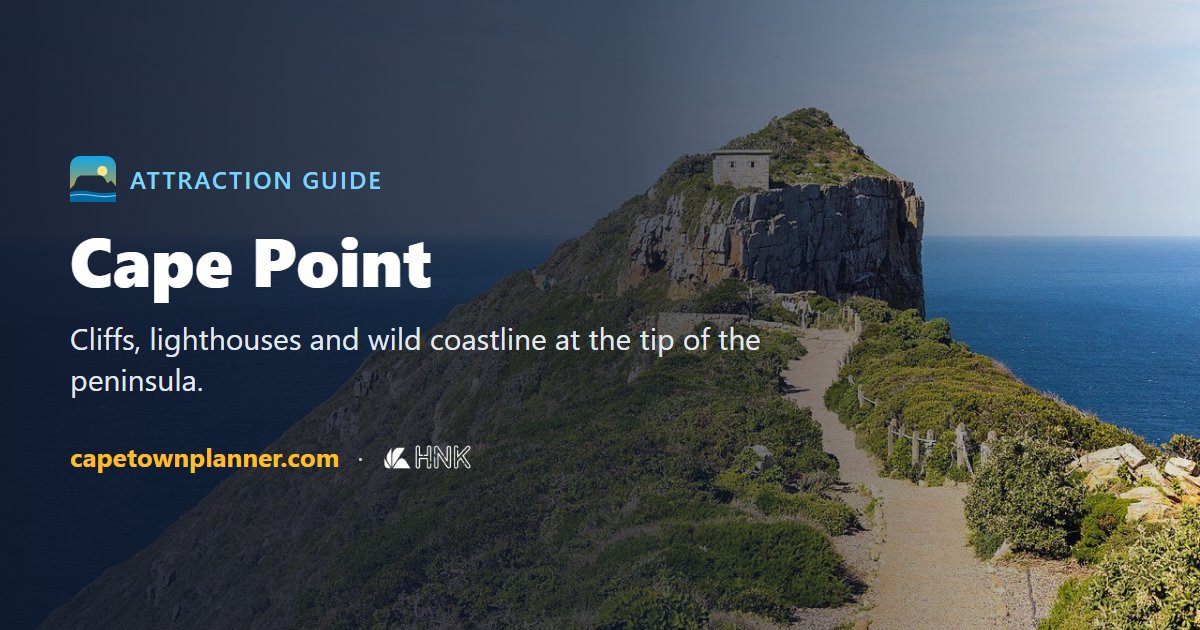 ATTRACTION GUIDE
Cape Point
Cliffs, lighthouses and wild coastline at the tip of the
peninsula.
capetownplanner.com · HNK